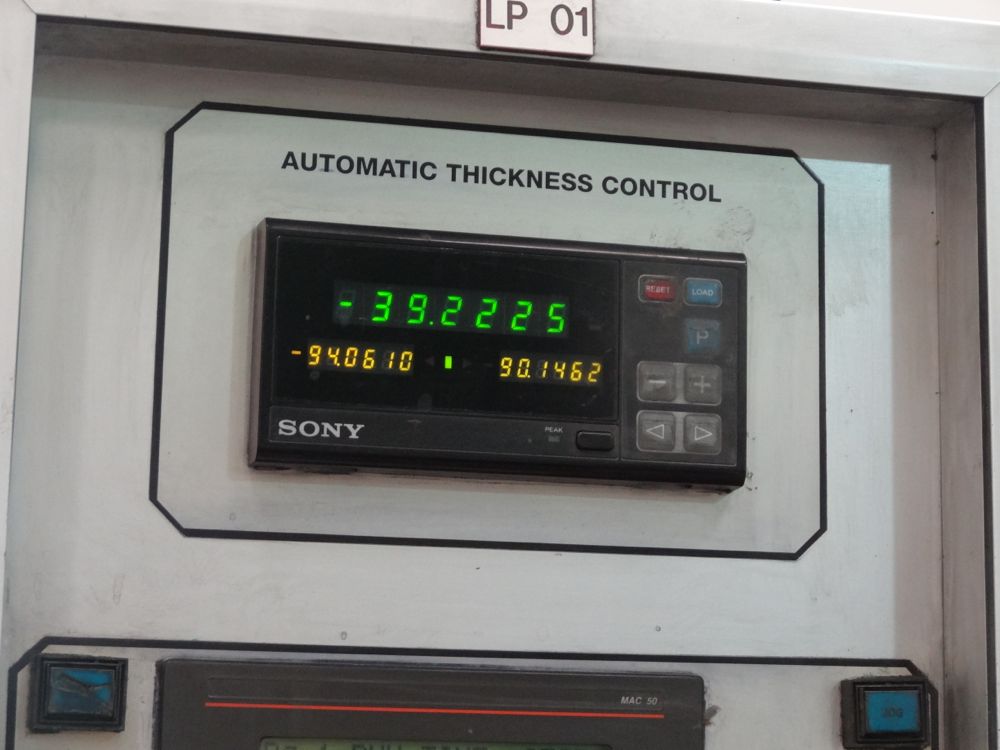 LP 01
AUTOMATIC THICKNESS CONTROL
-39.2225
-94.0610 90.1462
RESET LOAD
P
- +
SONY
PEAK
MAC 50
JOG